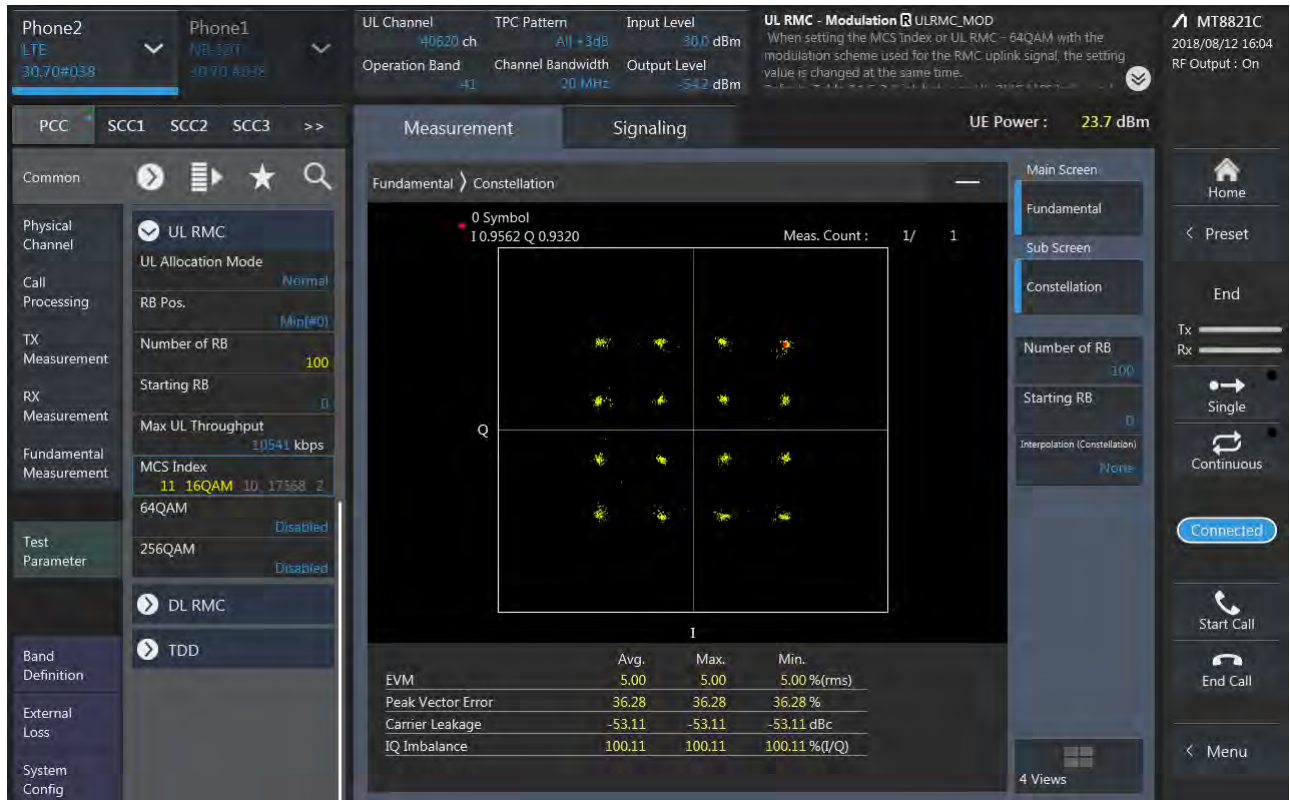 Phone2
LTE
30.70#038
Phone1
NB-IOT
30.70 #038
UL Channel
40620 ch
TPC Pattern
All +3dB
Input Level
30.0 dBm
Operation Band
41
Channel Bandwidth
20 MHz
Output Level
-54.2 dBm
UL RMC - Modulation R ULRMC_MOD
When setting the MCS Index or UL RMC - 64QAM with the
modulation scheme used for the RMC uplink signal, the setting
value is changed at the same time.
MT8821C
2018/08/12 16:04
RF Output : On
PCC SCC1 SCC2 SCC3 >>
Measurement
Signaling
UE Power : 23.7 dBm
Common
Physical
Channel
Call
Processing
TX
Measurement
RX
Measurement
Fundamental
Measurement
Test
Parameter
Band
Definition
External
Loss
System
Config
UL RMC
UL Allocation Mode
Normal
RB Pos.
Min(#0)
Number of RB
100
Starting RB
0
Max UL Throughput
10541 kbps
MCS Index
11 16QAM 10 17568 2
64QAM
Disabled
256QAM
Disabled
DL RMC
TDD
Fundamental 〉 Constellation
0 Symbol
I 0.9562 Q 0.9320
Meas. Count : 1/ 1
Q
I
Avg. Max. Min.
EVM 5.00 5.00 5.00 %(rms)
Peak Vector Error 36.28 36.28 36.28 %
Carrier Leakage -53.11 -53.11 -53.11 dBc
IQ Imbalance 100.11 100.11 100.11 %(I/Q)
Main Screen
Fundamental
Sub Screen
Constellation
Number of RB
100
Starting RB
0
Interpolation (Constellation)
None
4 Views
Home
< Preset
End
Tx
Rx
Single
Continuous
Connected
Start Call
End Call
< Menu